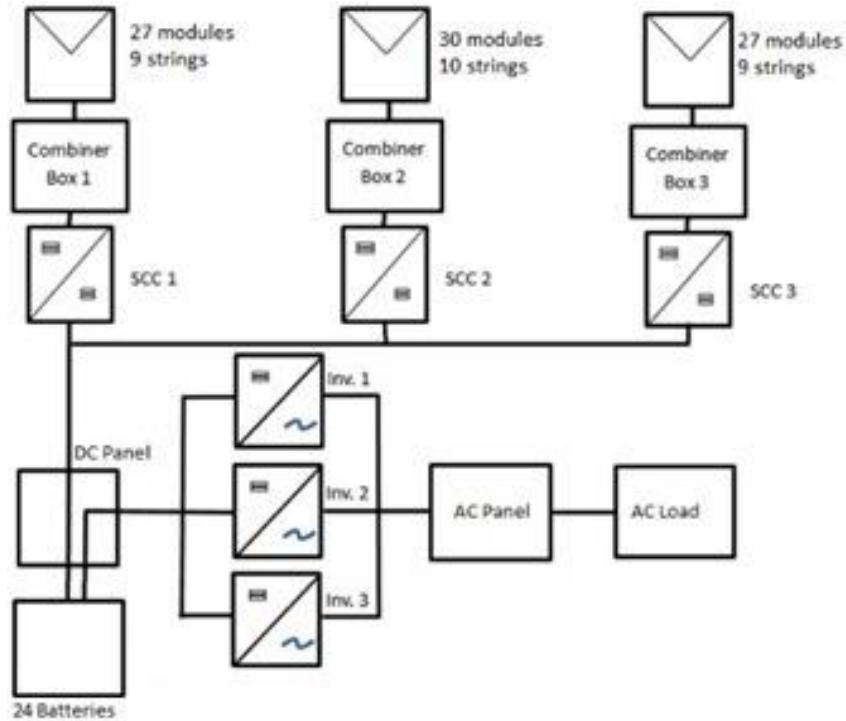 27 modules
9 strings
30 modules
10 strings
27 modules
9 strings
Combiner
Box 1
Combiner
Box 2
Combiner
Box 3
SCC 1
SCC 2
SCC 3
Inv. 1
DC Panel
Inv. 2
AC Panel
AC Load
Inv. 3
24 Batteries